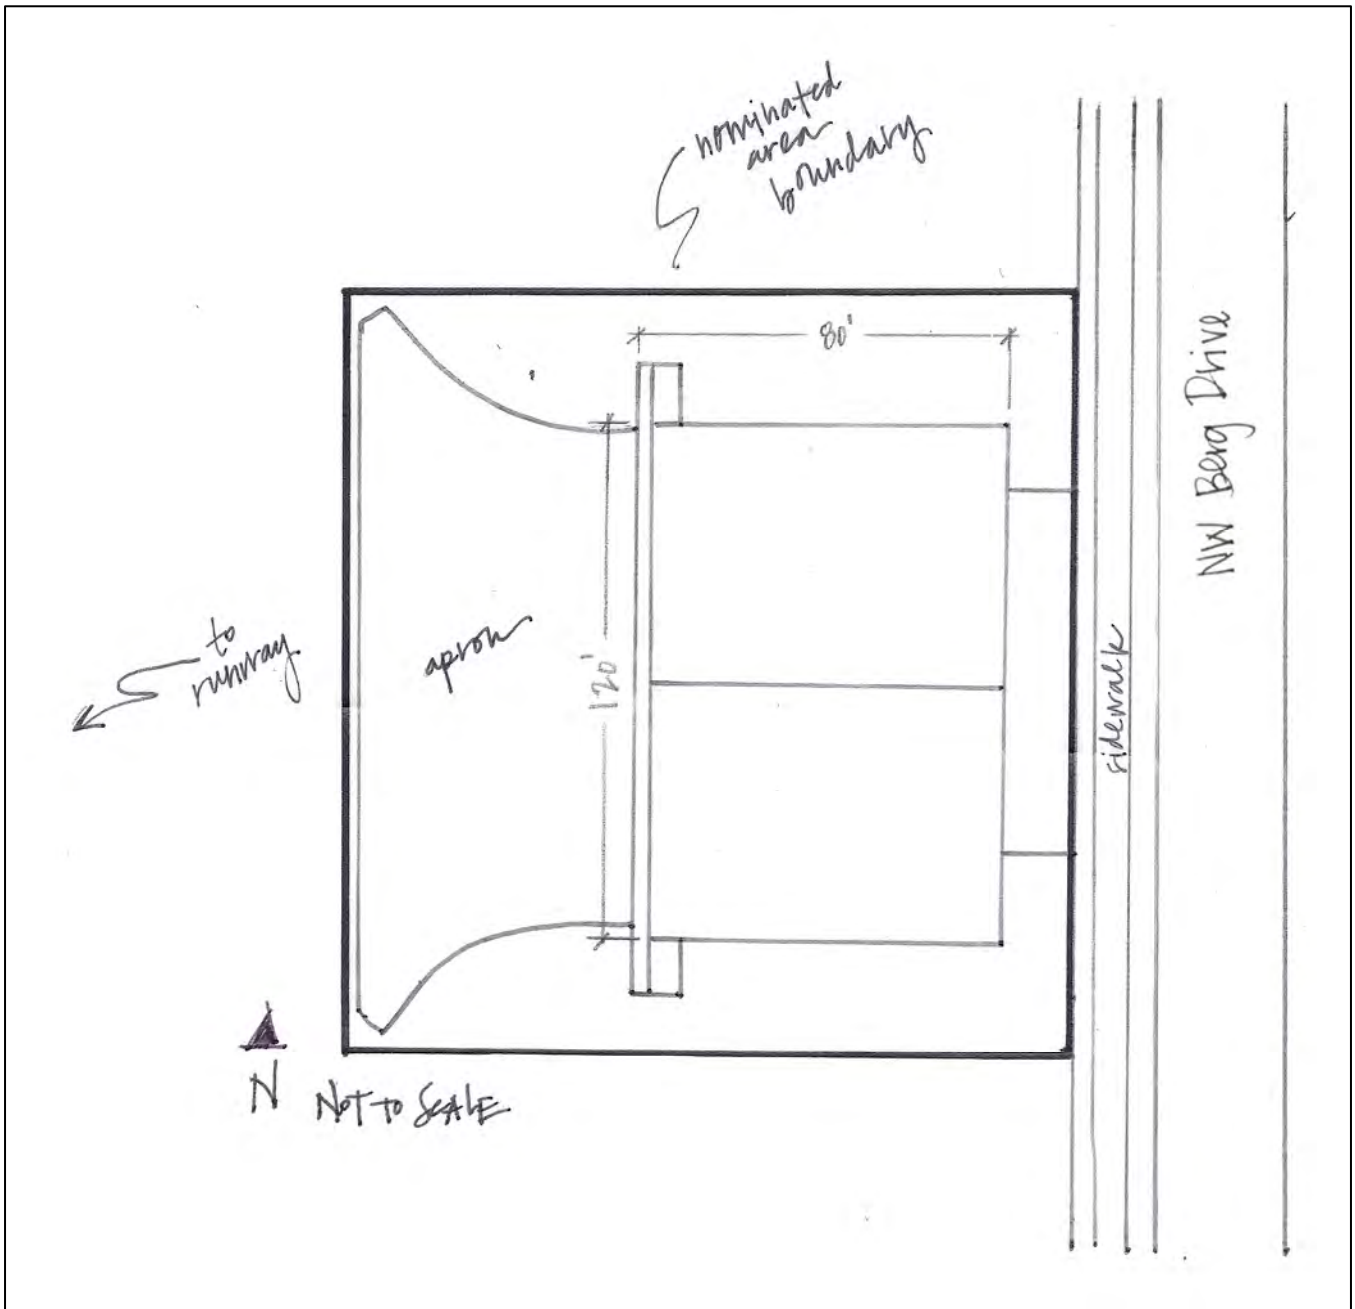 nominated
area
boundary
80'
NW Berg Drive
to
runway
apron
120'
sidewalk
N
NOT TO SCALE